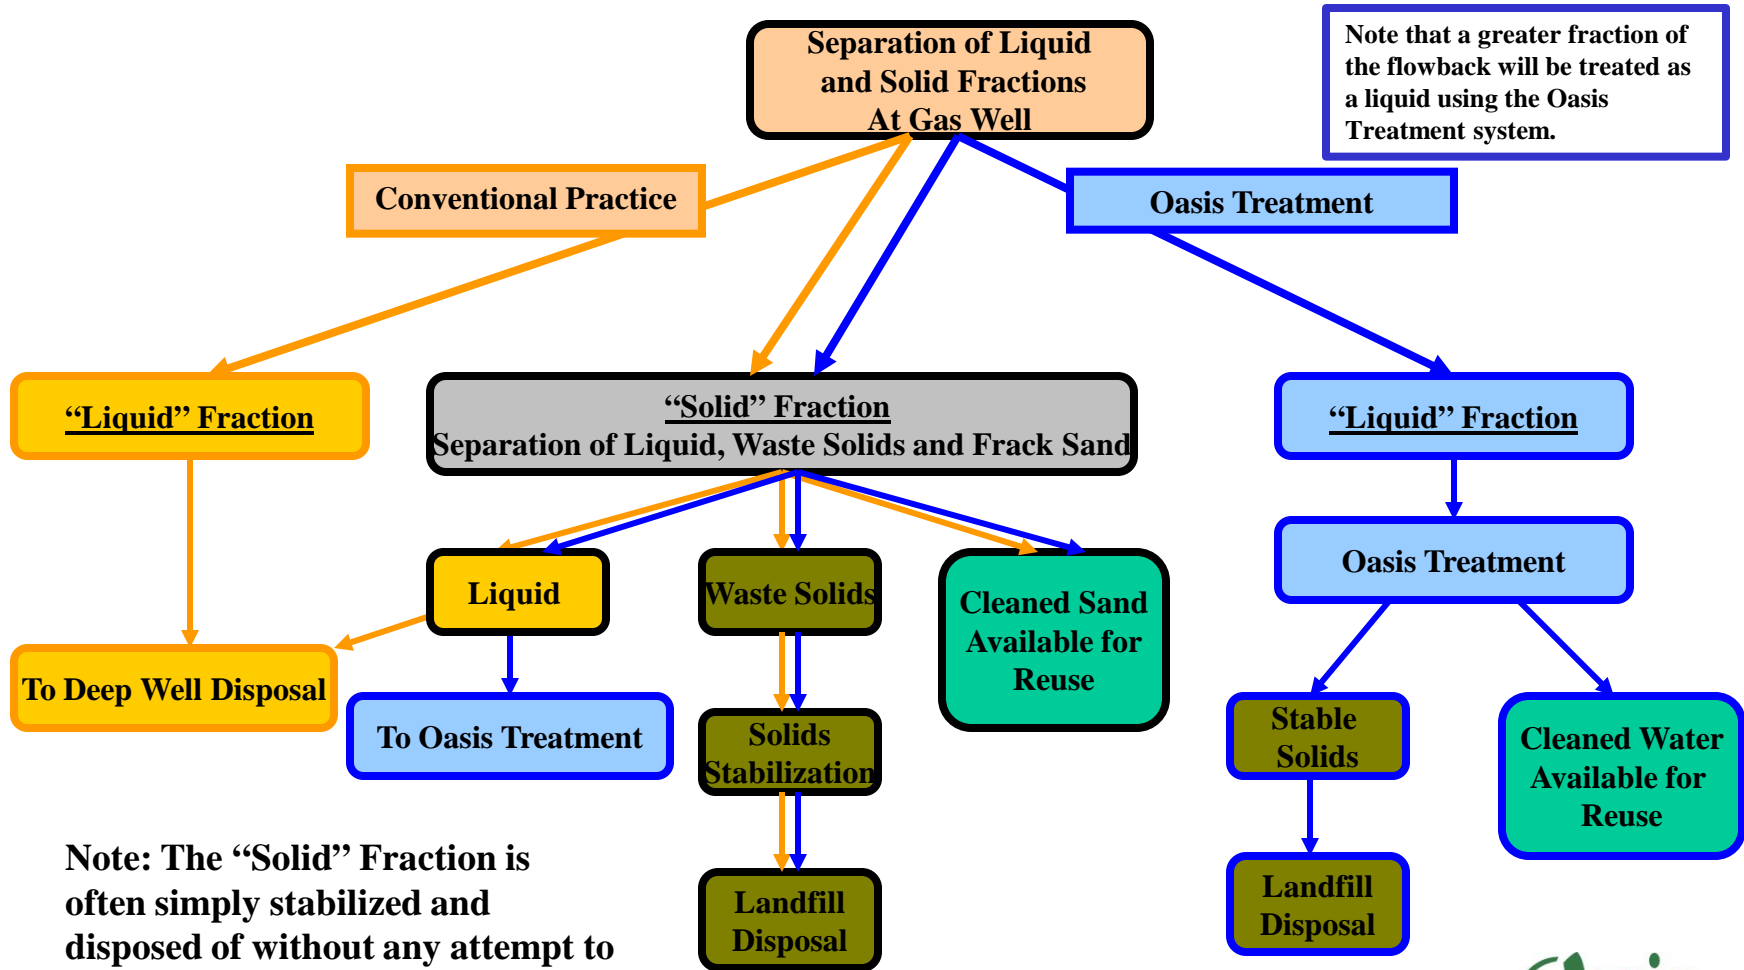 Separation of Liquid
and Solid Fractions
At Gas Well
Note that a greater fraction of
the flowback will be treated as
a liquid using the Oasis
Treatment system.
Conventional Practice
Oasis Treatment
“Liquid” Fraction
“Solid” Fraction
Separation of Liquid, Waste Solids and Frack Sand
“Liquid” Fraction
Liquid
Waste Solids
Cleaned Sand
Available for
Reuse
Oasis Treatment
To Deep Well Disposal
To Oasis Treatment
Solids
Stabilization
Stable
Solids
Cleaned Water
Available for
Reuse
Landfill
Disposal
Landfill
Disposal
Note: The “Solid” Fraction is
often simply stabilized and
disposed of without any attempt to